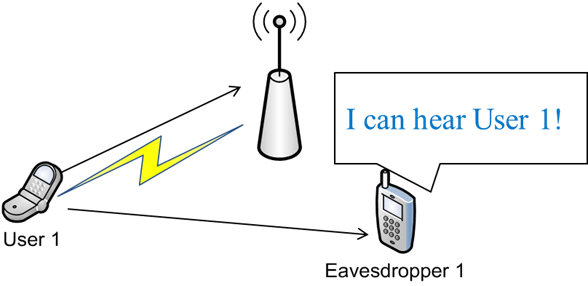 I can hear User 1!
User 1
Eavesdropper 1